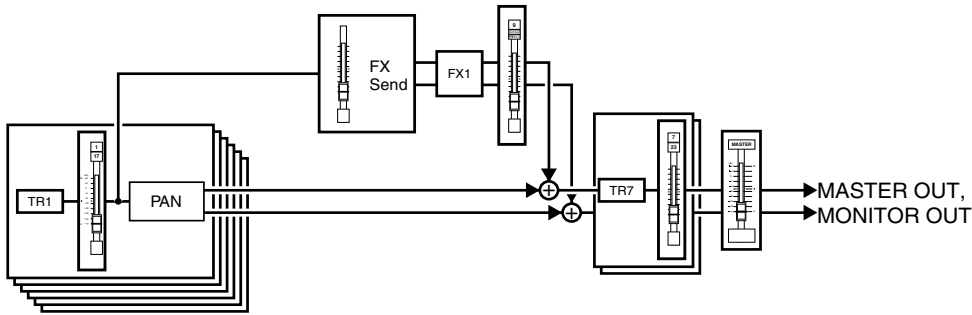 FX
Send
FX1
9
TR1
1
17
PAN
TR7
7
23
MASTER
MASTER OUT,
MONITOR OUT